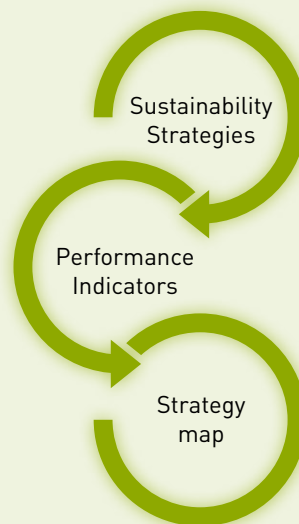 Sustainability
Strategies
Performance
Indicators
Strategy
map